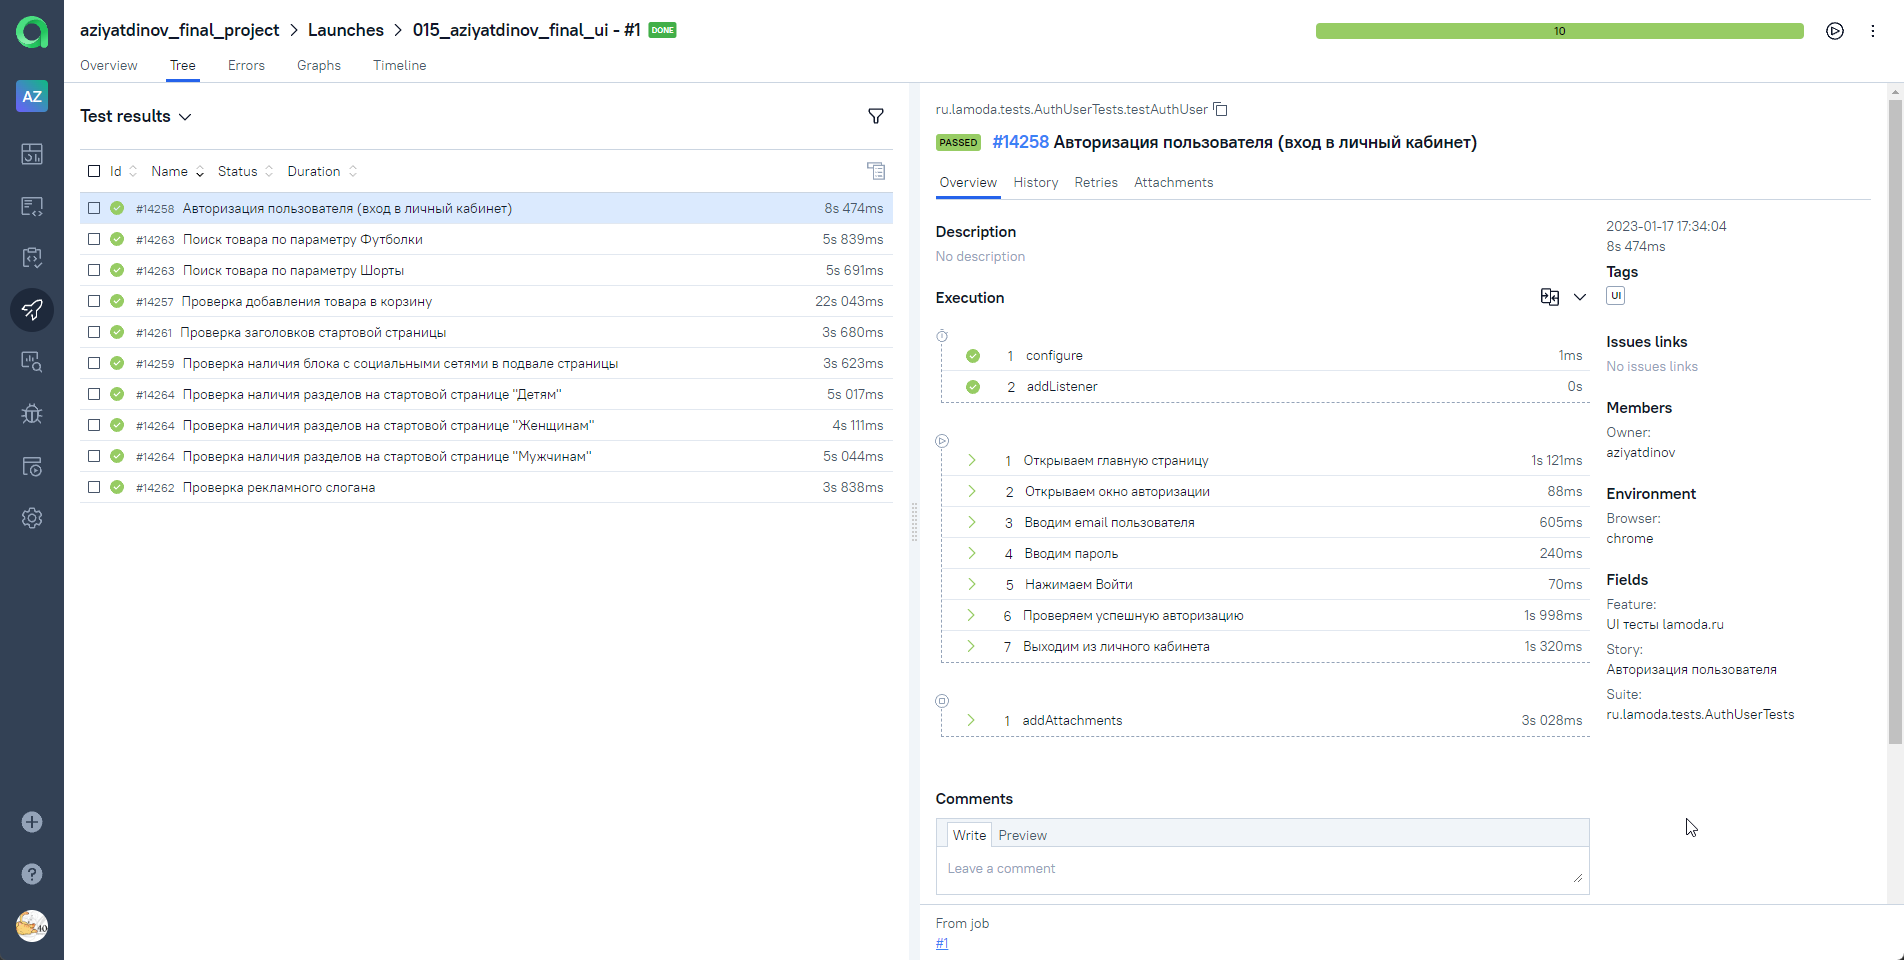 aziyatdinov_final_project > Launches > 015_aziyatdinov_final_ui - #1 DONE
10
Overview Tree Errors Graphs Timeline
AZ
Test results
Id Name Status Duration
#14258 Авторизация пользователя (вход в личный кабинет) 8s 474ms
#14263 Поиск товара по параметру Футболки 5s 839ms
#14263 Поиск товара по параметру Шорты 5s 691ms
#14257 Проверка добавления товара в корзину 22s 043ms
#14261 Проверка заголовков стартовой страницы 3s 680ms
#14259 Проверка наличия блока с социальными сетями в подвале страницы 3s 623ms
#14264 Проверка наличия разделов на стартовой странице "Детям" 5s 017ms
#14264 Проверка наличия разделов на стартовой странице "Женщинам" 4s 111ms
#14264 Проверка наличия разделов на стартовой странице "Мужчинам" 5s 044ms
#14262 Проверка рекламного слогана 3s 838ms
ru.lamoda.tests.AuthUserTests.testAuthUser
PASSED #14258 Авторизация пользователя (вход в личный кабинет)
Overview History Retries Attachments
Description
No description
Execution
1 configure 1ms
2 addListener 0s
1 Открываем главную страницу 1s 121ms
2 Открываем окно авторизации 88ms
3 Вводим email пользователя 605ms
4 Вводим пароль 240ms
5 Нажимаем Войти 70ms
6 Проверяем успешную авторизацию 1s 998ms
7 Выходим из личного кабинета 1s 320ms
1 addAttachments 3s 028ms
Comments
Write Preview
Leave a comment
From job
#1
2023-01-17 17:34:04
8s 474ms
Tags
UI
Issues links
No issues links
Members
Owner:
aziyatdinov
Environment
Browser:
chrome
Fields
Feature:
UI тесты lamoda.ru
Story:
Авторизация пользователя
Suite:
ru.lamoda.tests.AuthUserTests